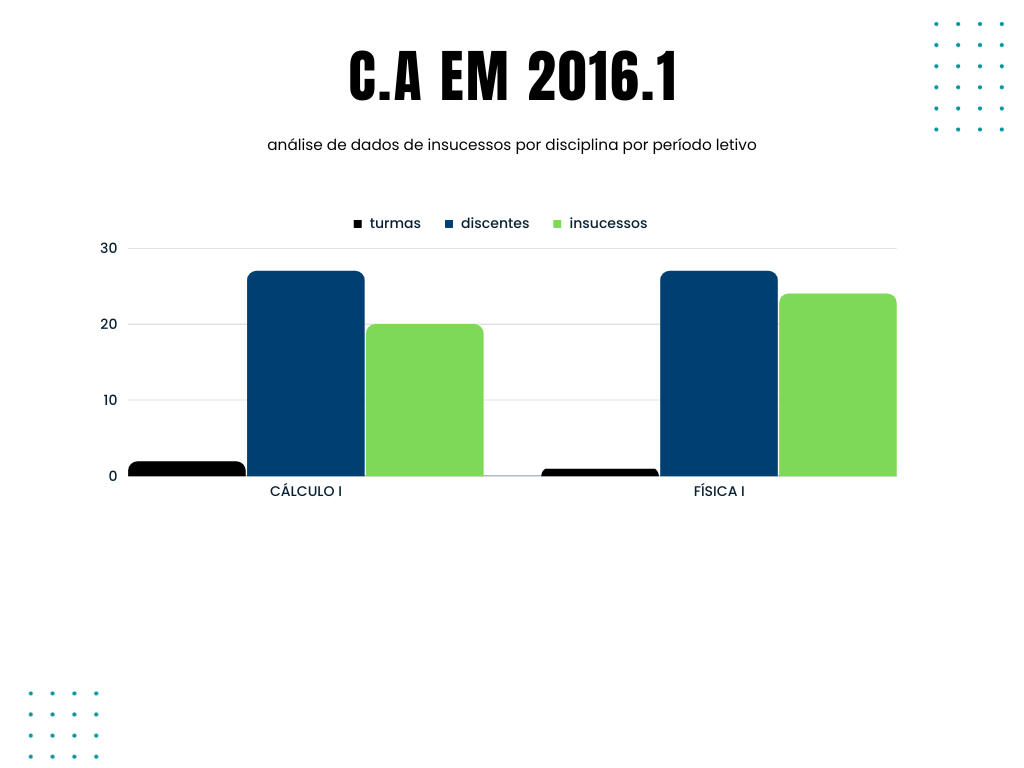 C.A EM 2016.1
análise de dados de insucessos por disciplina por período letivo
turmas discentes insucessos
30
20
10
0
CÁLCULO I FÍSICA I